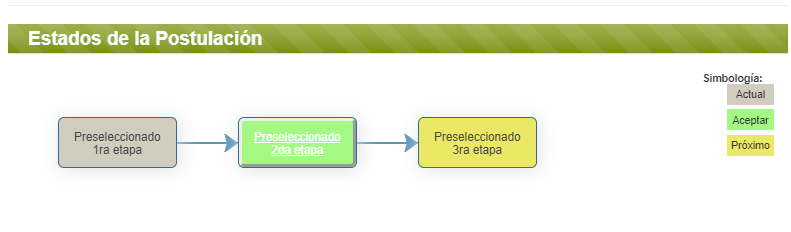 Estados de la Postulación
Simbología:
Actual
Aceptar
Próximo
Preseleccionado
1ra etapa
Preseleccionado
2da etapa
Preseleccionado
3ra etapa